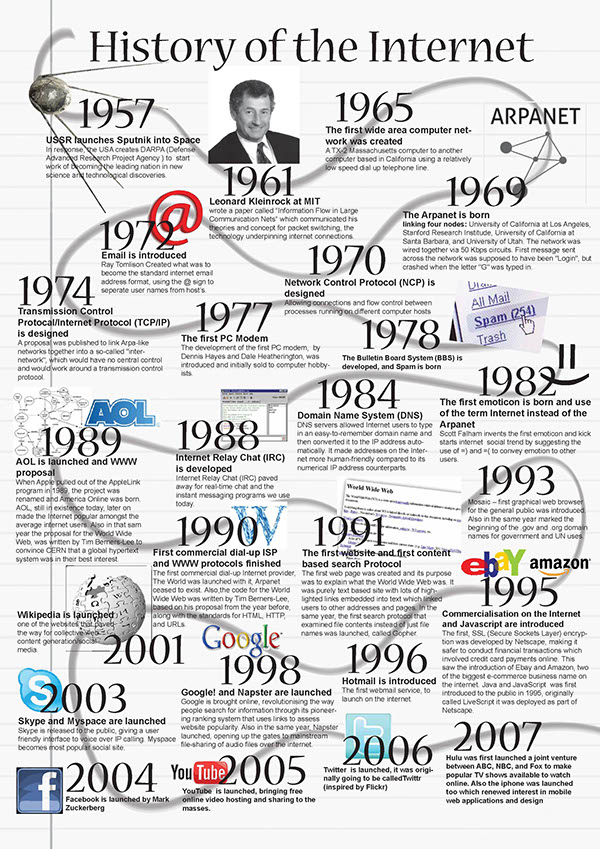 History of the Internet
1957
USSR launches Sputnik into Space
In response, the USA creates DARPA (Defense
Advanced Research Project Agency ) to start
work of becoming the leading nation in new
science and technological discoveries.
1965
The first wide area computer net-
work was created
A TX-2 Massachusetts computer to another
computer based in California using a relatively
low speed dial up telephone line.
ARPANET
1961
Leonard Kleinrock at MIT
wrote a paper called "Information Flow in Large
Communication Nets" which communicated his
theories and concept for packet switching, the
technology underpinning internet connections.
1969
The Arpanet is born
linking four nodes: University of California at Los Angeles,
Stanford Research Institude, University of California at
Santa Barbara, and University of Utah. The network was
wired together via 50 Kbps circuits. First message sent
across the network was supposed to have been "Login", but
crashed when the letter "G" was typed in.
@
1972
Email is introduced
Ray Tomlison Created what was to
become the standard internet email
address format, using the @ sign to
seperate user names from host's
1970
Network Control Protocol (NCP) is
designed
Allowing connections and flow control between
processes running on different computer hosts
1974
Transmission Control
Protocal/Internet Protocol (TCP/IP)
is designed
A proposal was published to link Arpa-like
networks together into a so-called "inter-
network", which would have no central control
and would work around a transmission control
protocol.
1977
The first PC Modem
The development of the first PC modem, by
Dennis Hayes and Dale Heatherington, was
introduced and initially sold to computer hobby-
ists.
Drafts
All Mail
Spam (254)
Trash
1978
The Bulletin Board System (BBS) is
developed, and Spam is born
=)
1982
The first emoticon is born and use
of the term Internet instead of the
Arpanet
Scott Falham invents the first emoticon and kick
starts internet social trend by suggesting the
use of =) and =( to convey emotion to other
users.
1984
Domain Name System (DNS)
DNS servers allowed Internet users to type
in an easy-to-remember domain name and
then converted it to the IP address auto-
matically. It made addresses on the Inter-
net more human-friendly compared to its
numerical IP address counterparts.
AOL
1989
AOL is launched and WWW
proposal
When Apple pulled out of the AppleLink
program in 1989, the project was
renamed and America Online was born.
AOL, still in existence today, later on
made the Internet popular amongst the
average internet users. Also in that sam
year the proposal for the World Wide
Web, was written by Tim Berners-Lee to
convince CERN that a global hypertext
system was in their best interest.
1988
Internet Relay Chat (IRC)
is developed
Internet Relay Chat (IRC) paved
away for real-time chat and the
instant messaging programs we use
today.
World Wide Web
1993
Mosaic – first graphical web browser
for the general public was introduced.
Also in the same year marked the
beginning of the .gov and .org domain
names for government and UN uses.
W
1990
First commercial dial-up ISP
and WWW protocols finished
The first commercial dial-up internet provider,
The World was launched with it, Arpanet
ceased to exist. Also,the code for the World
Wide Web was written by Tim Berners-Lee,
based on his proposal from the year before,
along with the standards for HTML, HTTP,
and URLs.
1991
The first website and first content
based search Protocol
The first web page was created and its purpose
was to explain what the World Wide Web was. It
was purely text based with lots of high-
lighted links embedded into text which linked
users to other addresses and pages. In the
same year, the first search protocol that
examined file contents instead of just file
names was launched, called Gopher.
ebay
amazon
1995
Commercialisation on the Internet
and Javascript are introduced
The first, SSL (Secure Sockets Layer) encryp-
tion was developed by Netscape, making it
safer to conduct financial transactions which
involved credit card payments online. This
saw the introduction of Ebay and Amazon, two
of the biggest e-commerce business name on
the internet. Java and JavaScript was first
introduced to the public in 1995, originally
called LiveScript it was deployed as part of
Netscape.
Wikipedia is launched
one of the websites that paved
the way for collective web
content generation/social
media.
2001
Google
1998
Google! and Napster are launched
Google is brought online, revolutionising the way
people search for information through its pioneer-
ing ranking system that uses links to assess
website popularity. Also in the same year, Napster
launched, opening up the gates to mainstream
file-sharing of audio files over the internet.
1996
Hotmail is introduced
The first webmail service, to
launch on the internet.
S
2003
Skype and Myspace are launched
Skype is released to the public, giving a user
friendly interface to voice over IP calling. Myspace
becomes most popular social site.
f
2004
Facebook is launched by Mark
Zuckerberg
YouTube
2005
YouTube is launched, bringing free
online video hosting and sharing to the
masses.
t
2006
Twitter is launched, it was origi-
nally going to be calledTwittr
(inspired by Flickr)
2007
Hulu was first launched a joint venture
between ABC, NBC, and Fox to make
popular TV shows available to watch
online. Also the iphone was launched
too which renewed interest in mobile
web applications and design